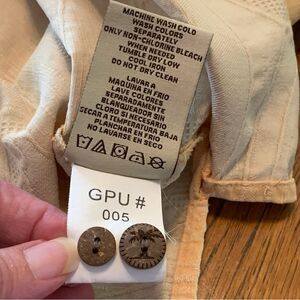 MACHINE WASH COLD
WASH COLORS
SEPARATELY
ONLY NON-CHLORINE BLEACH
WHEN NEEDED
TUMBLE DRY LOW
COOL IRON
DO NOT DRY CLEAN
LAVAR A
MAQUINA EN FRIO
LAVE COLORES
SEPARADAMENTE
BLANQUEADOR SIN
CLORO SI NECESARIO
SECAR A TEMPERATURA BAJA
PLANCHAR EN FRIO
NO LAVARSE EN SECO
GPU #
005